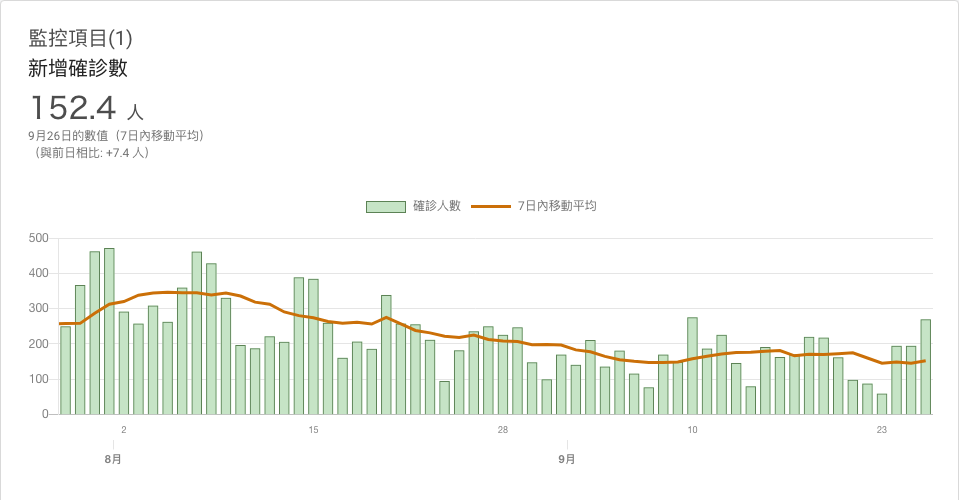 監控項目(1)
新增確診數
152.4 人
9月26日的數值（7日內移動平均）
（與前日相比: +7.4 人）
確診人數 7日內移動平均
500
400
300
200
100
0
2 15 28 10 23
8月 9月